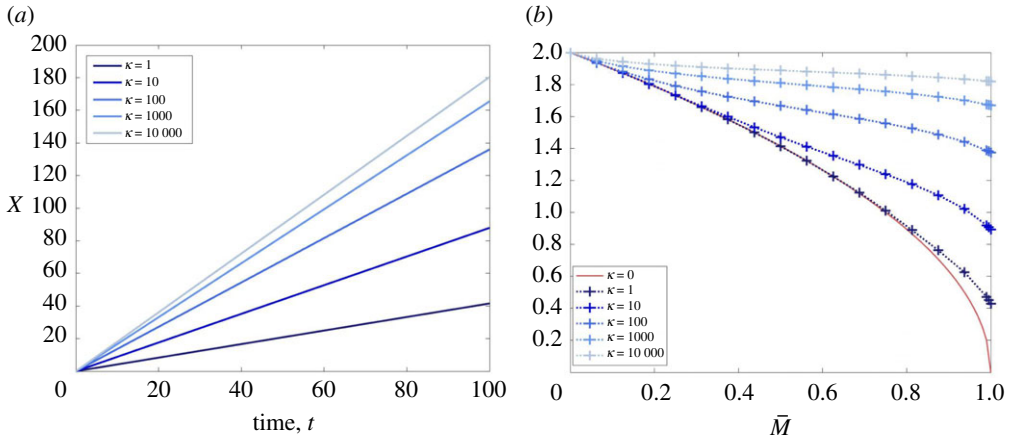 (a)
200
180
160
140
120
X 100
80
60
40
20
0 20 40 60 80 100
time, t
κ = 1
κ = 10
κ = 100
κ = 1000
κ = 10 000
(b)
2.0
1.8
1.6
1.4
1.2
1.0
0.8
0.6
0.4
0.2
0 0.2 0.4 0.6 0.8 1.0
M̄
κ = 0
κ = 1
κ = 10
κ = 100
κ = 1000
κ = 10 000